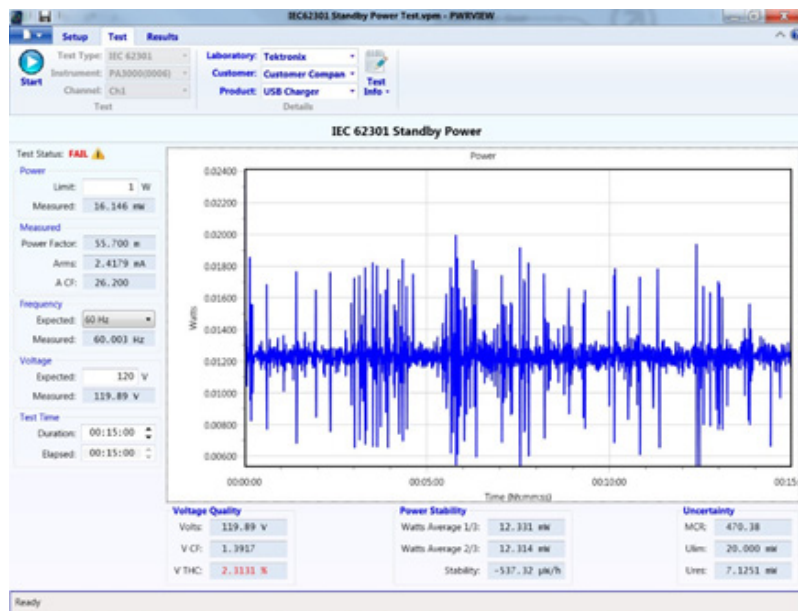 IEC62301 Standby Power Test.vpm - PWRVIEW
Setup Test Results
Start
Test Type: IEC 62301
Instrument: PA3000(0006)
Channel: Ch1
Test
Laboratory: Tektronix
Customer: Customer Compan
Product: USB Charger
Test
Info
Details
IEC 62301 Standby Power
Test Status: FAIL
Power
Limit: 1 W
Measured: 16.146 mW
Measured
Power Factor: 55.700 m
Arms: 2.4179 mA
A CF: 26.200
Frequency
Expected: 60 Hz
Measured: 60.003 Hz
Voltage
Expected: 120 V
Measured: 119.89 V
Test Time
Duration: 00:15:00
Elapsed: 00:15:00
Power
Watts
0.02400
0.02200
0.02000
0.01800
0.01600
0.01400
0.01200
0.01000
0.00800
0.00600
00:00:00 00:05:00 00:10:00 00:15:
Time (hh:mm:ss)
Voltage Quality
Volts: 119.89 V
V CF: 1.3917
V THC: 2.3131 %
Power Stability
Watts Average 1/3: 12.331 mW
Watts Average 2/3: 12.314 mW
Stability: -537.32 µW/h
Uncertainty
MCR: 470.38
Ulim: 20.000 mW
Ures: 7.1251 mW
Ready